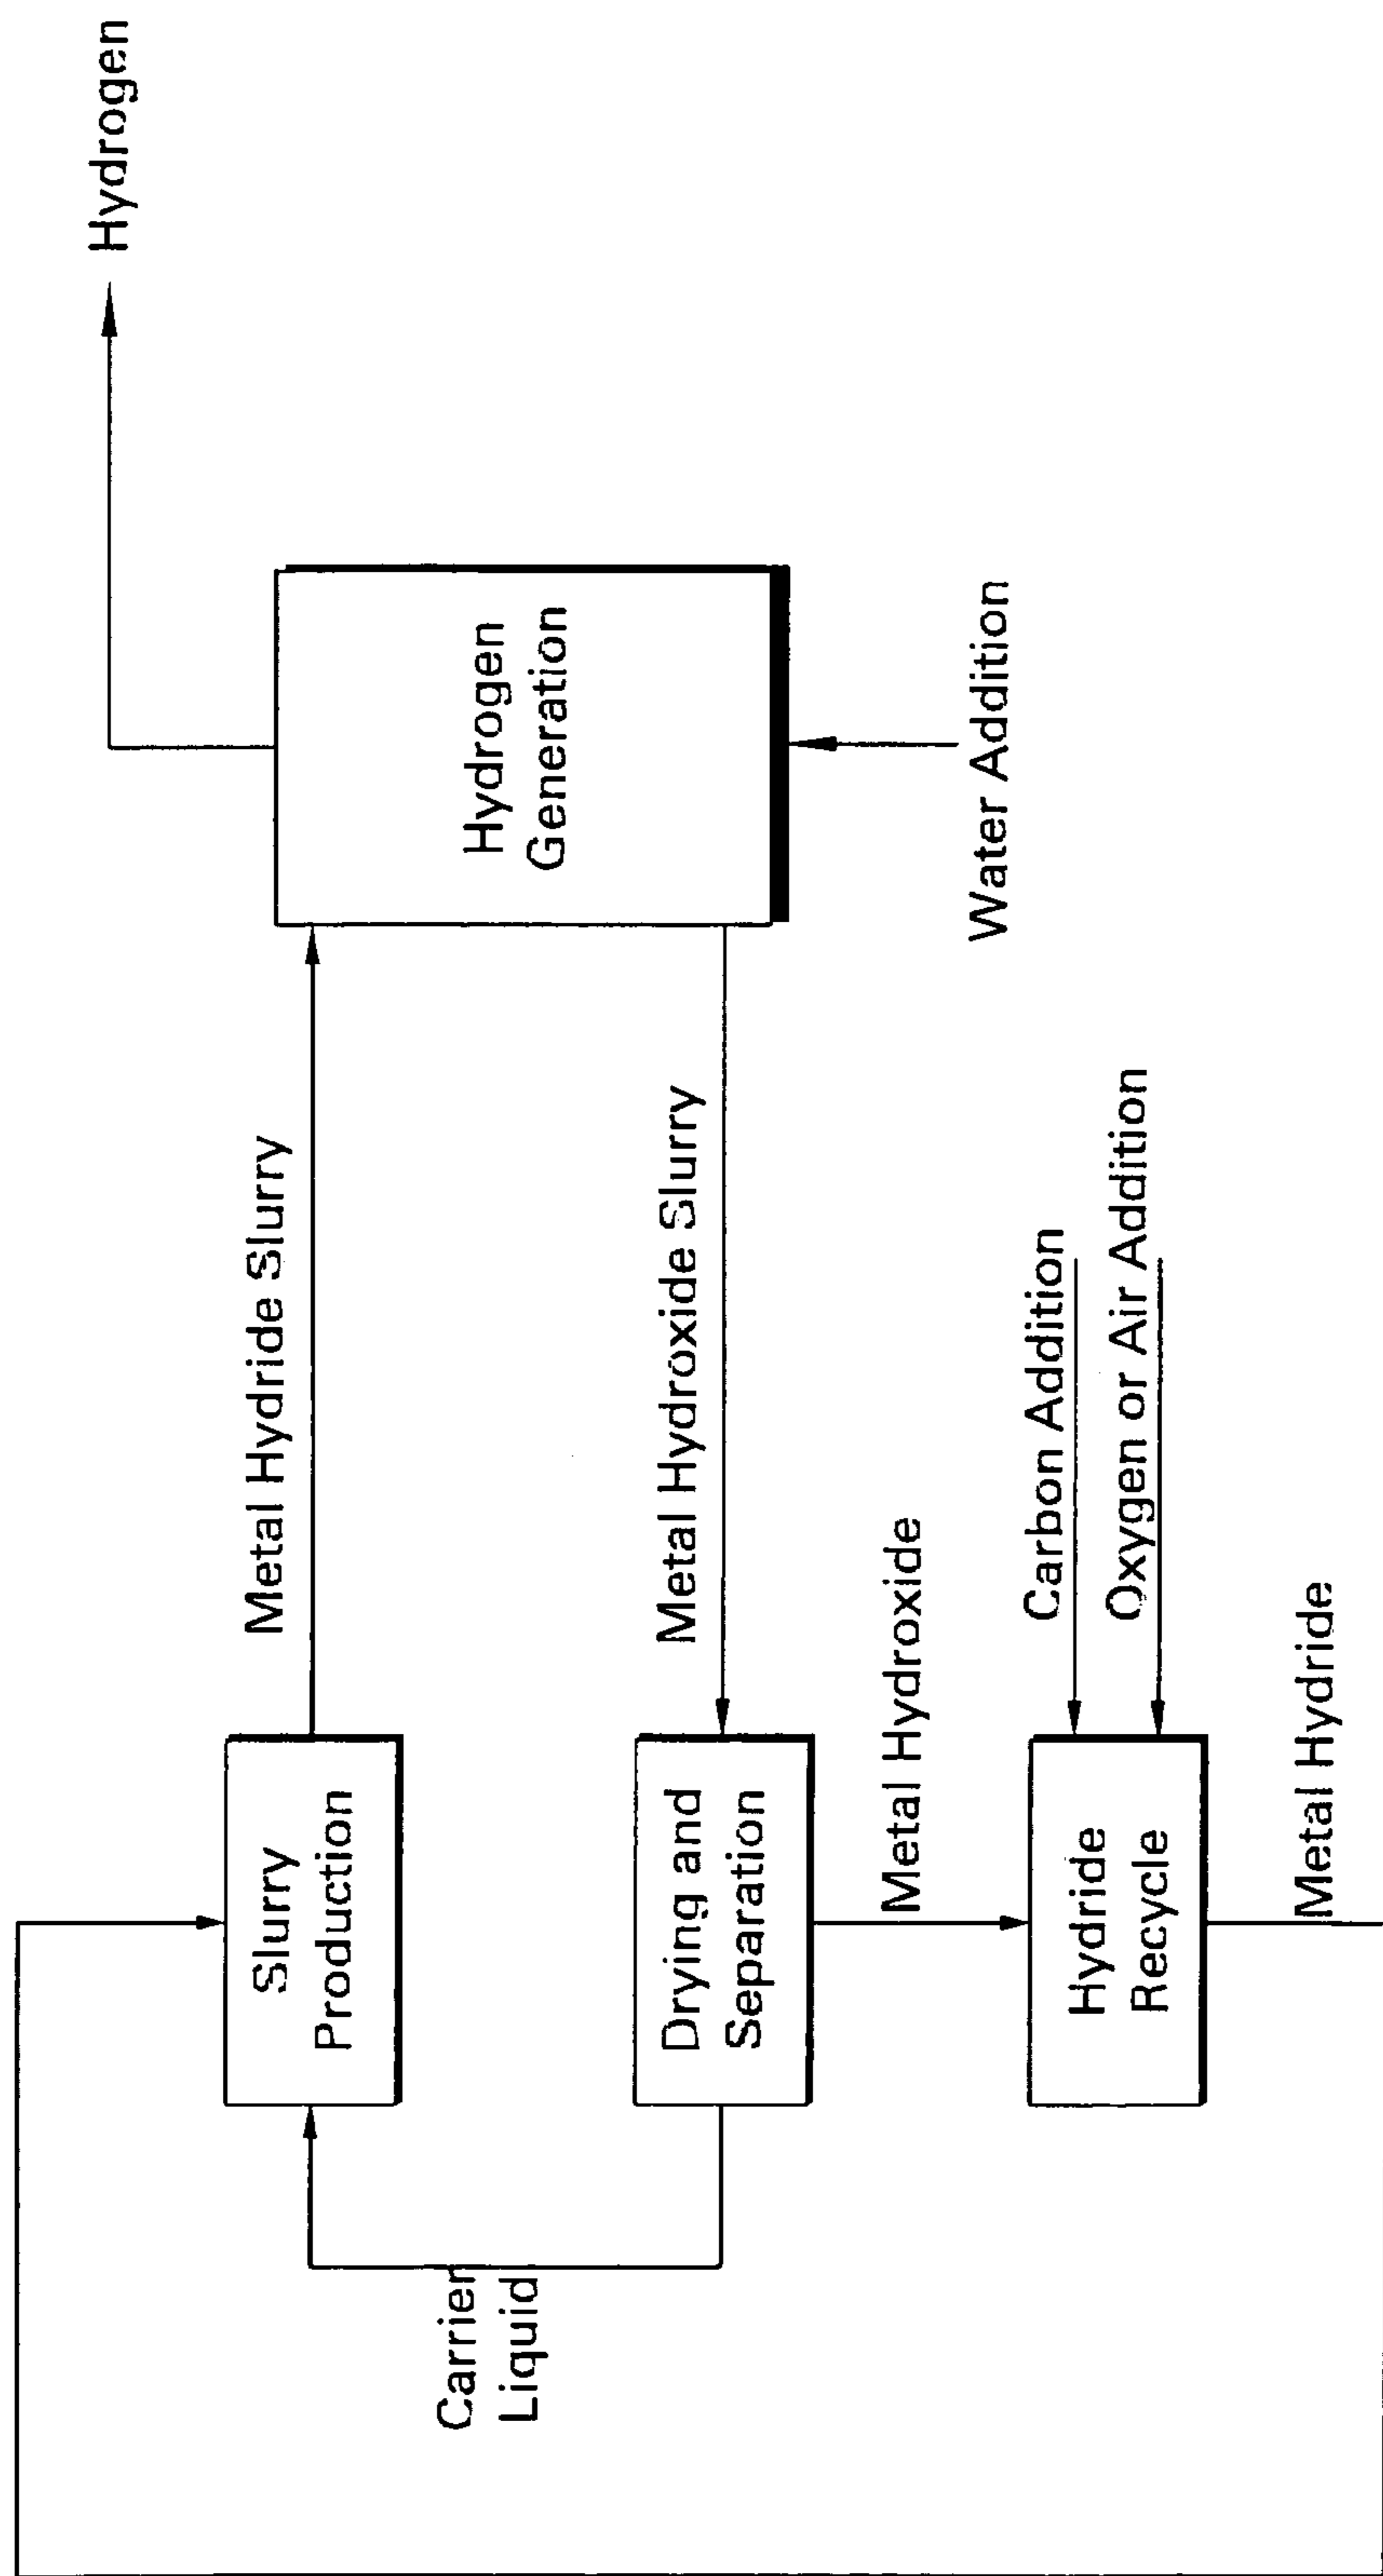 Hydrogen
Metal Hydride Slurry
Slurry
Production
Hydrogen
Generation
Carrier
Liquid
Metal Hydroxide Slurry
Drying and
Separation
Water Addition
Metal Hydroxide
Carbon Addition
Oxygen or Air Addition
Hydride
Recycle
Metal Hydride